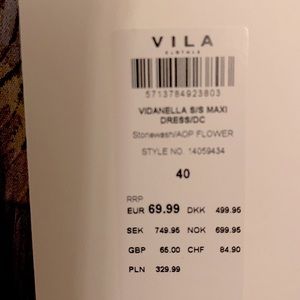 VILA
CLOTHES
5713784923803
VIDANELLA S/S MAXI
DRESS/DC
Stonewash/AOP FLOWER
STYLE NO. 14059434
40
RRP
EUR 69.99 DKK 499.95
SEK 749.95 NOK 699.95
GBP 65.00 CHF 84.90
PLN 329.99